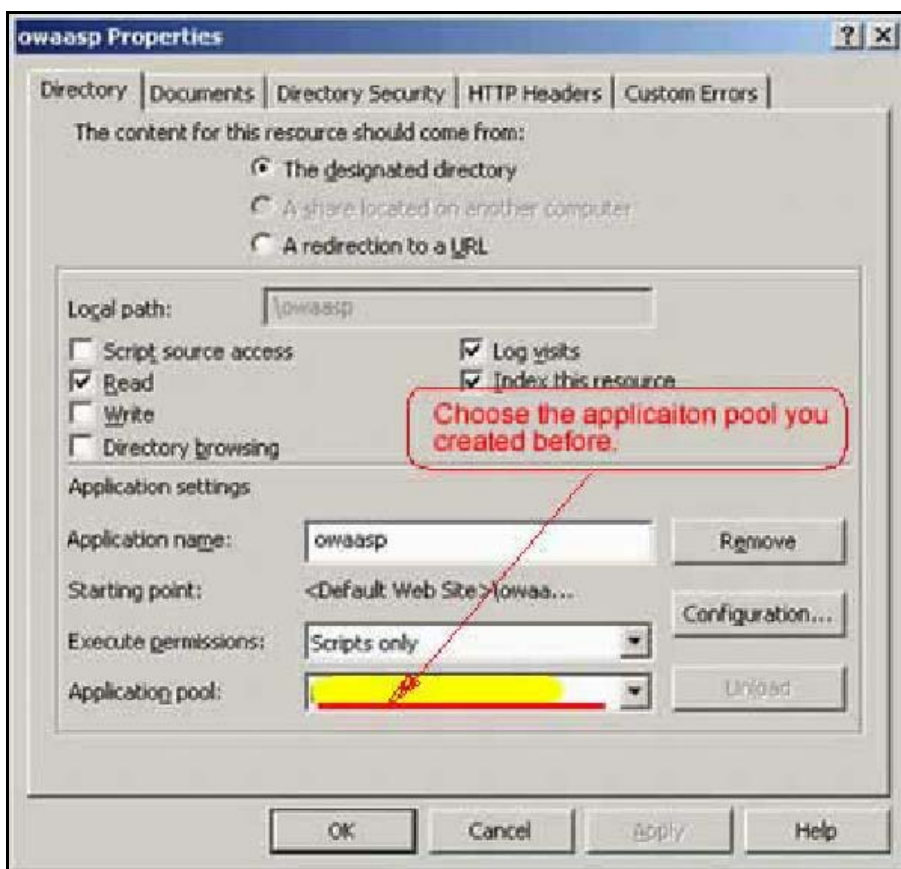 owaasp Properties
Directory Documents Directory Security HTTP Headers Custom Errors
The content for this resource should come from:
The designated directory
A share located on another computer
A redirection to a URL
Local path: \owaasp
Script source access
Log visits
Read
Index this resource
Write
Directory browsing
Choose the applicaiton pool you
created before.
Application settings
Application name: owaasp
Remove
Starting point: <Default Web Site>\owaa...
Configuration...
Execute permissions: Scripts only
Application pool:
Unload
OK Cancel Apply Help